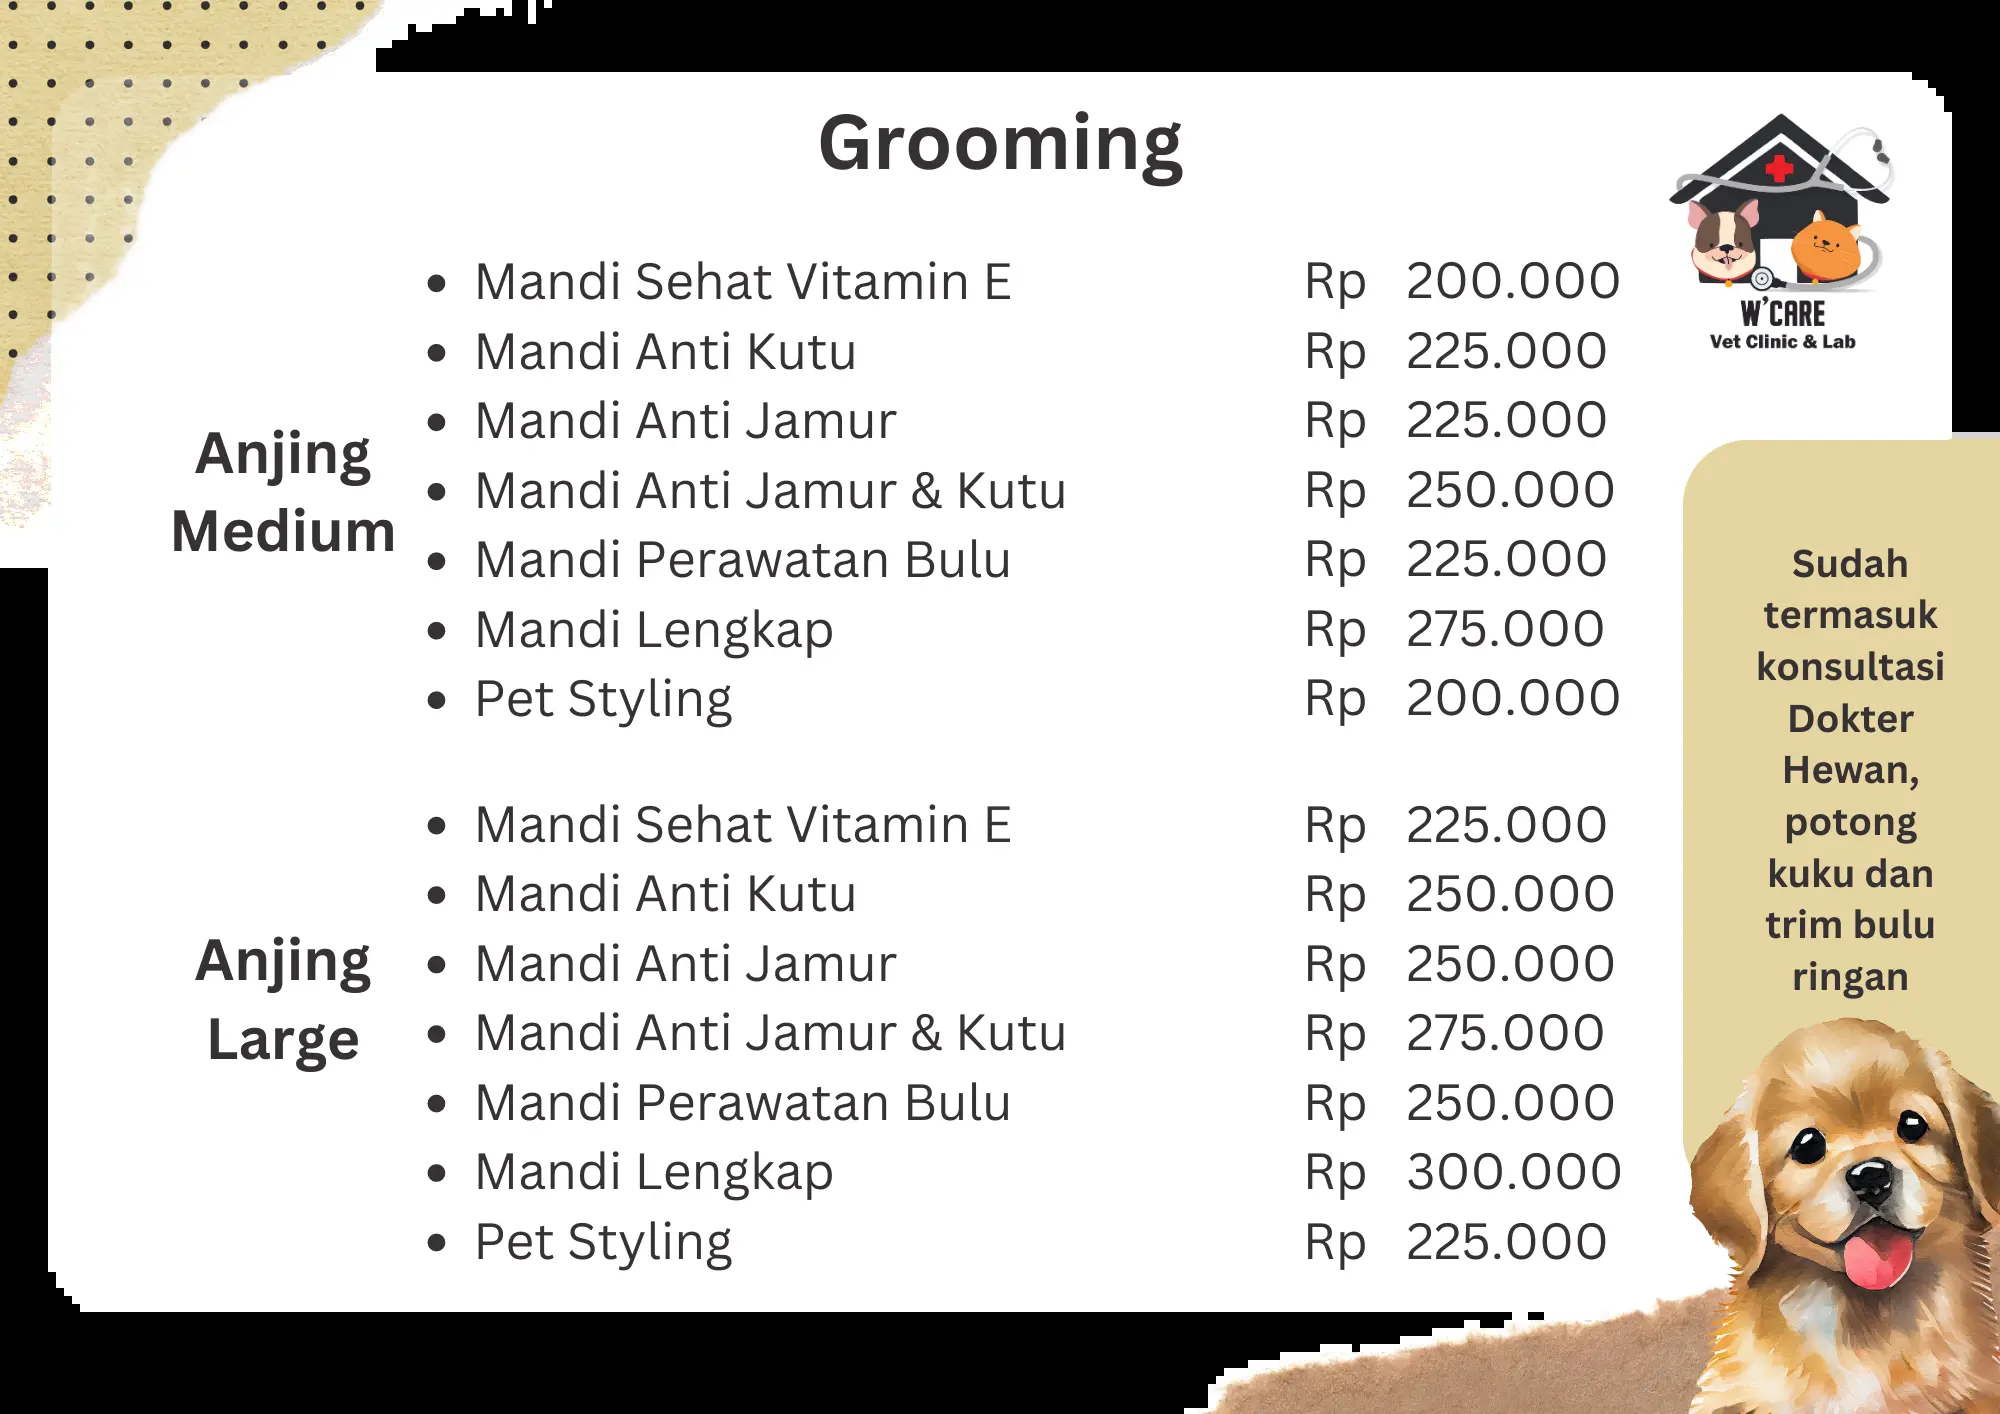 Grooming
W'CARE
Vet Clinic & Lab
Anjing
Medium
• Mandi Sehat Vitamin E Rp 200.000
• Mandi Anti Kutu Rp 225.000
• Mandi Anti Jamur Rp 225.000
• Mandi Anti Jamur & Kutu Rp 250.000
• Mandi Perawatan Bulu Rp 225.000
• Mandi Lengkap Rp 275.000
• Pet Styling Rp 200.000
Anjing
Large
• Mandi Sehat Vitamin E Rp 225.000
• Mandi Anti Kutu Rp 250.000
• Mandi Anti Jamur Rp 250.000
• Mandi Anti Jamur & Kutu Rp 275.000
• Mandi Perawatan Bulu Rp 250.000
• Mandi Lengkap Rp 300.000
• Pet Styling Rp 225.000
Sudah
termasuk
konsultasi
Dokter
Hewan,
potong
kuku dan
trim bulu
ringan